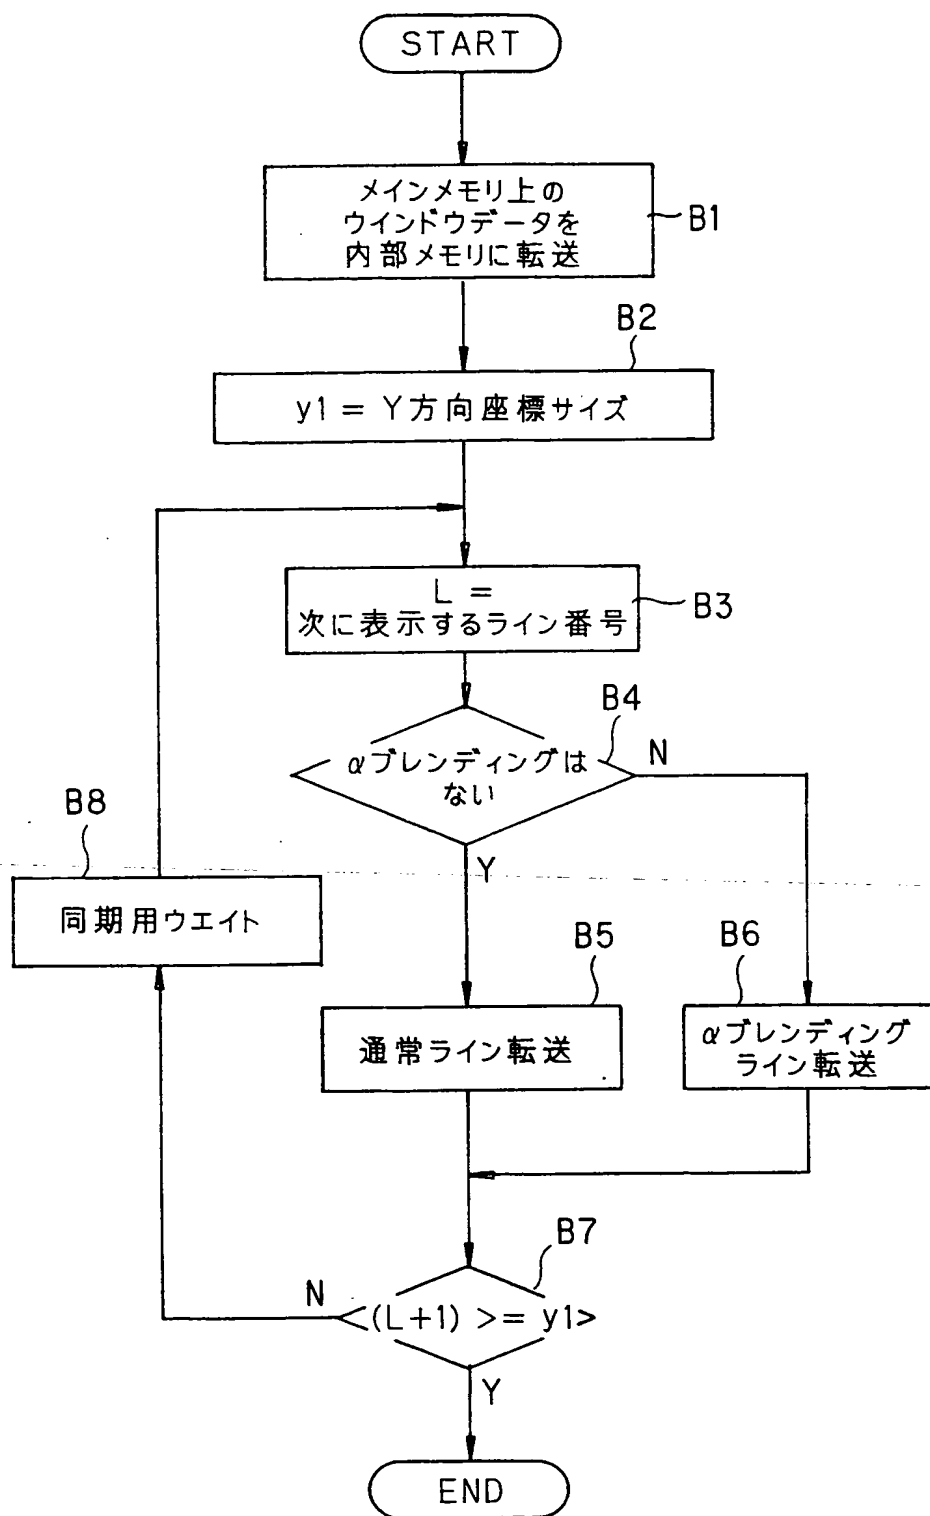 START
メインメモリ上の
ウインドウデータを
内部メモリに転送
B1
B2
y1 = Y方向座標サイズ
L =
次に表示するライン番号
B3
B4
αブレンディングは
ない
N
Y
B8
同期用ウエイト
B5
通常ライン転送
B6
αブレンディング
ライン転送
B7
(L+1) >= y1
N
Y
END